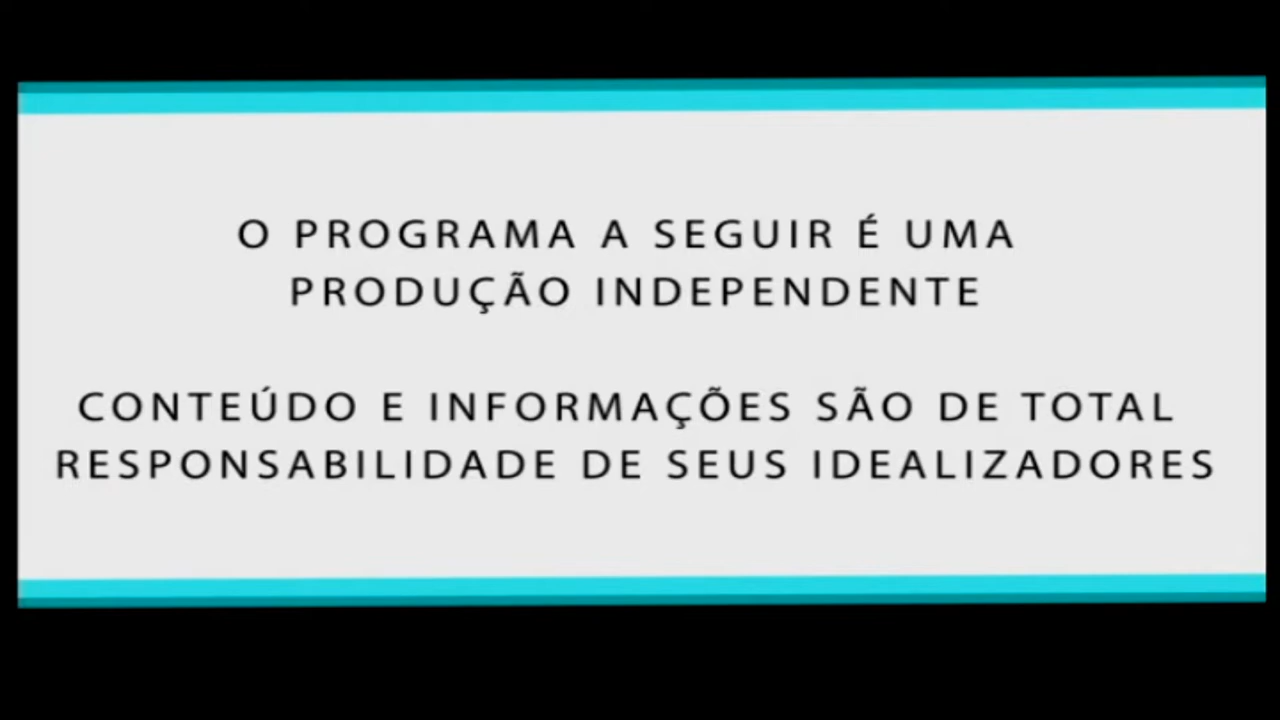 O PROGRAMA A SEGUIR É UMA
PRODUÇÃO INDEPENDENTE
CONTEÚDO E INFORMAÇÕES SÃO DE TOTAL
RESPONSABILIDADE DE SEUS IDEALIZADORES